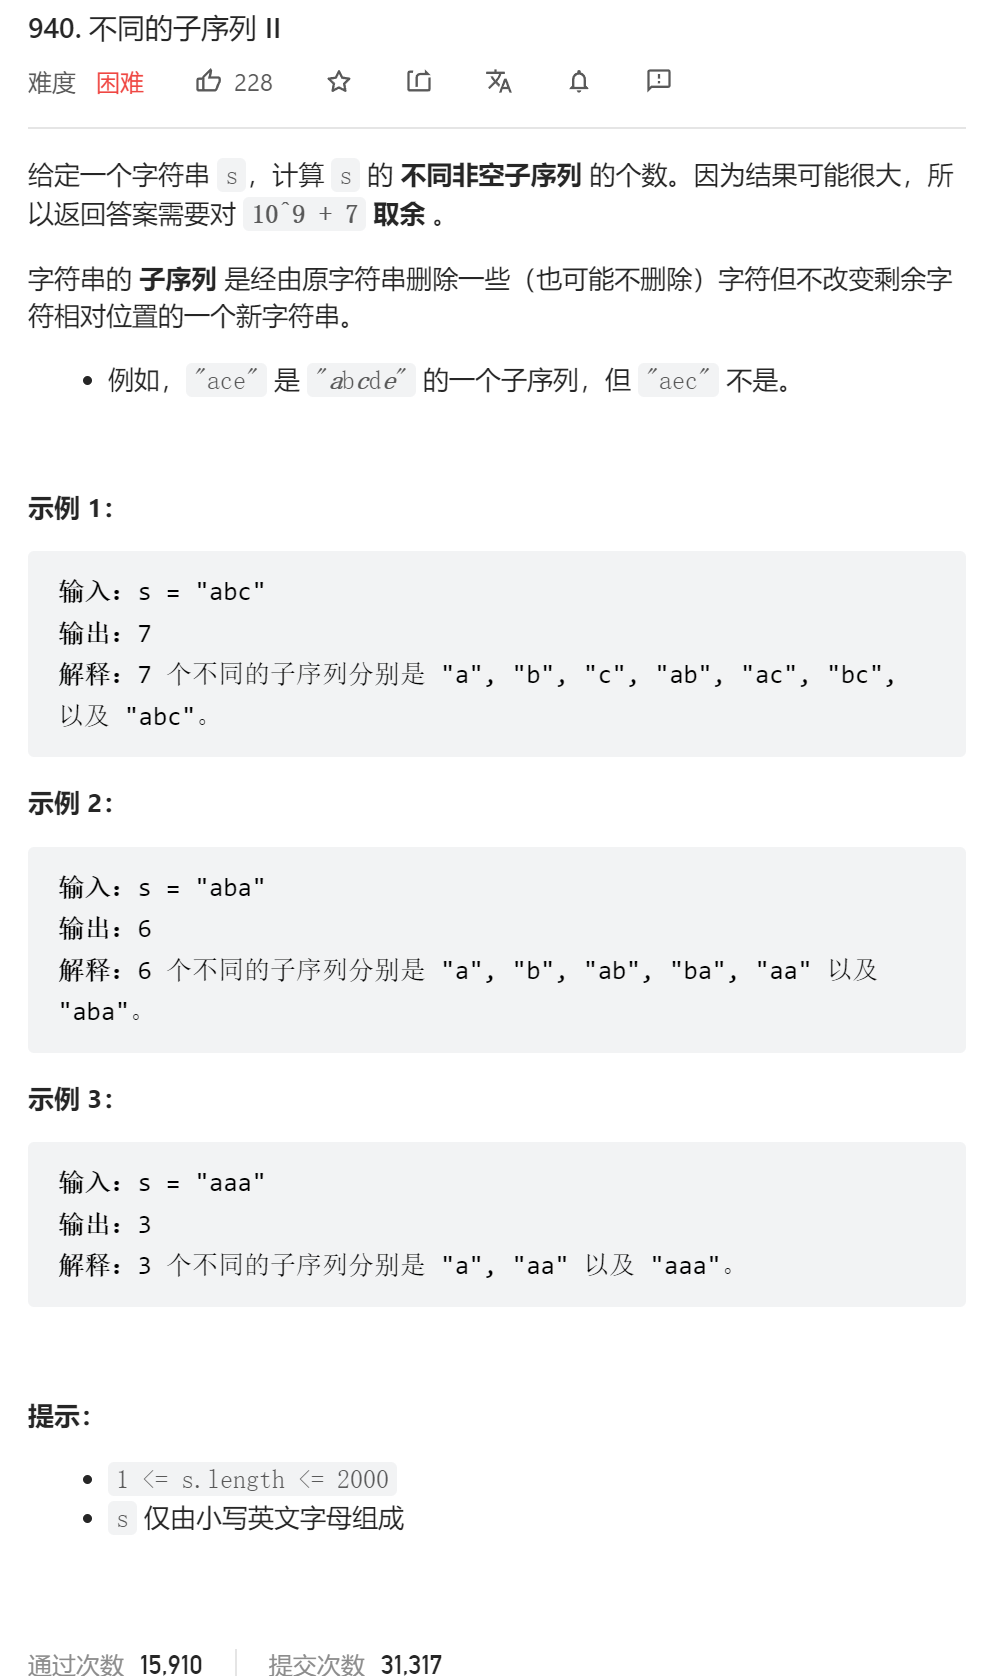 940. 不同的子序列 II
难度 困难 228 文A
给定一个字符串 s，计算 s 的 不同非空子序列 的个数。因为结果可能很大，所
以返回答案需要对 10^9 + 7 取余 。
字符串的 子序列 是经由原字符串删除一些（也可能不删除）字符但不改变剩余字
符相对位置的一个新字符串。
• 例如，"ace" 是 "abcde" 的一个子序列，但 "aec" 不是。
示例 1：
输入：s = "abc"
输出：7
解释：7 个不同的子序列分别是 "a", "b", "c", "ab", "ac", "bc",
以及 "abc"。
示例 2：
输入：s = "aba"
输出：6
解释：6 个不同的子序列分别是 "a", "b", "ab", "ba", "aa" 以及
"aba"。
示例 3：
输入：s = "aaa"
输出：3
解释：3 个不同的子序列分别是 "a", "aa" 以及 "aaa"。
提示：
• 1 <= s.length <= 2000
• s 仅由小写英文字母组成
通过次数 15,910 提交次数 31,317